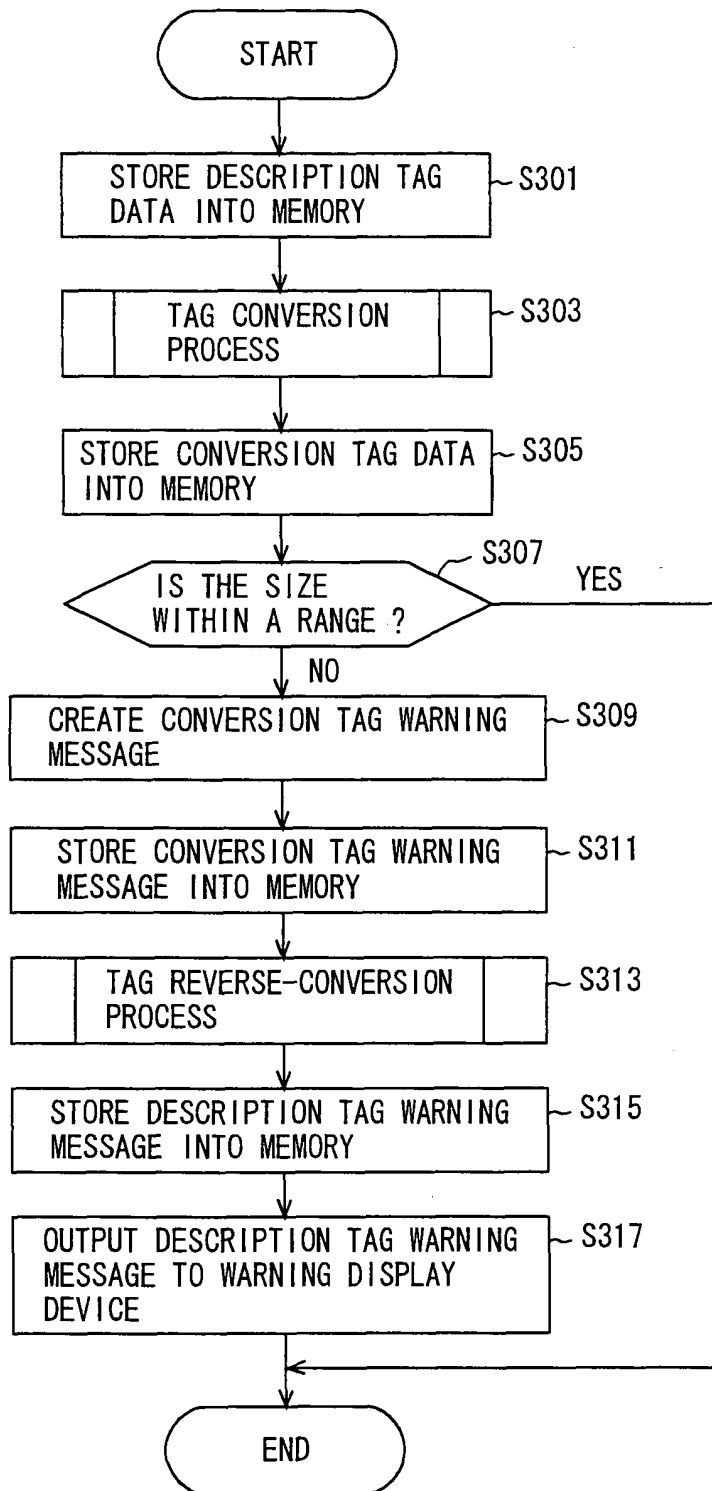 START
STORE DESCRIPTION TAG
DATA INTO MEMORY
S301
TAG CONVERSION
PROCESS
S303
STORE CONVERSION TAG DATA
INTO MEMORY
S305
S307
IS THE SIZE
WITHIN A RANGE ?
YES
NO
CREATE CONVERSION TAG WARNING
MESSAGE
S309
STORE CONVERSION TAG WARNING
MESSAGE INTO MEMORY
S311
TAG REVERSE-CONVERSION
PROCESS
S313
STORE DESCRIPTION TAG WARNING
MESSAGE INTO MEMORY
S315
OUTPUT DESCRIPTION TAG WARNING
MESSAGE TO WARNING DISPLAY
DEVICE
S317
END